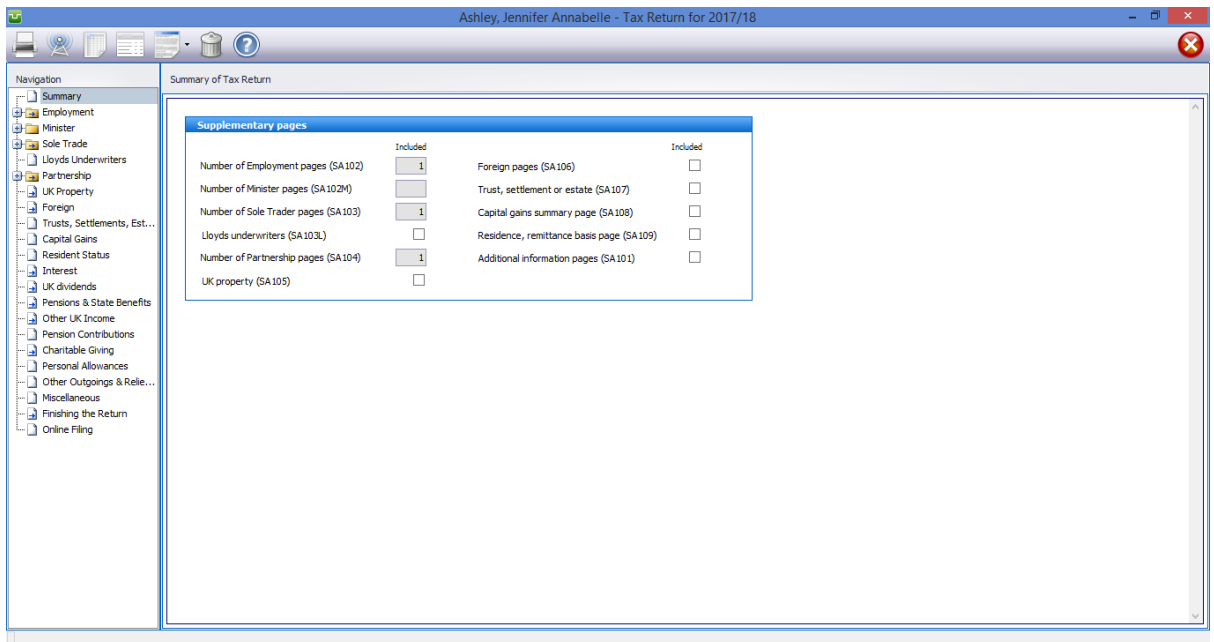 Ashley, Jennifer Annabelle - Tax Return for 2017/18
Navigation
Summary
Employment
Minister
Sole Trade
Lloyds Underwriters
Partnership
UK Property
Foreign
Trusts, Settlements, Est...
Capital Gains
Resident Status
Interest
UK dividends
Pensions & State Benefits
Other UK Income
Pension Contributions
Charitable Giving
Personal Allowances
Other Outgoings & Relie...
Miscellaneous
Finishing the Return
Online Filing
Summary of Tax Return
Supplementary pages
Included Included
Number of Employment pages (SA102) 1 Foreign pages (SA106)
Number of Minister pages (SA102M) Trust, settlement or estate (SA107)
Number of Sole Trader pages (SA103) 1 Capital gains summary page (SA108)
Lloyds underwriters (SA103L) Residence, remittance basis page (SA109)
Number of Partnership pages (SA104) 1 Additional information pages (SA101)
UK property (SA105)